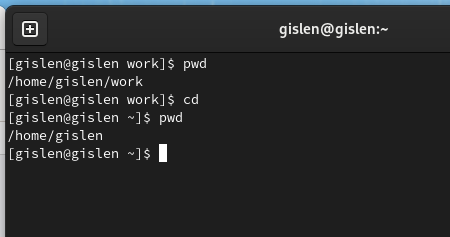 gislen@gislen:~
[gislen@gislen work]$ pwd
/home/gislen/work
[gislen@gislen work]$ cd
[gislen@gislen ~]$ pwd
/home/gislen
[gislen@gislen ~]$